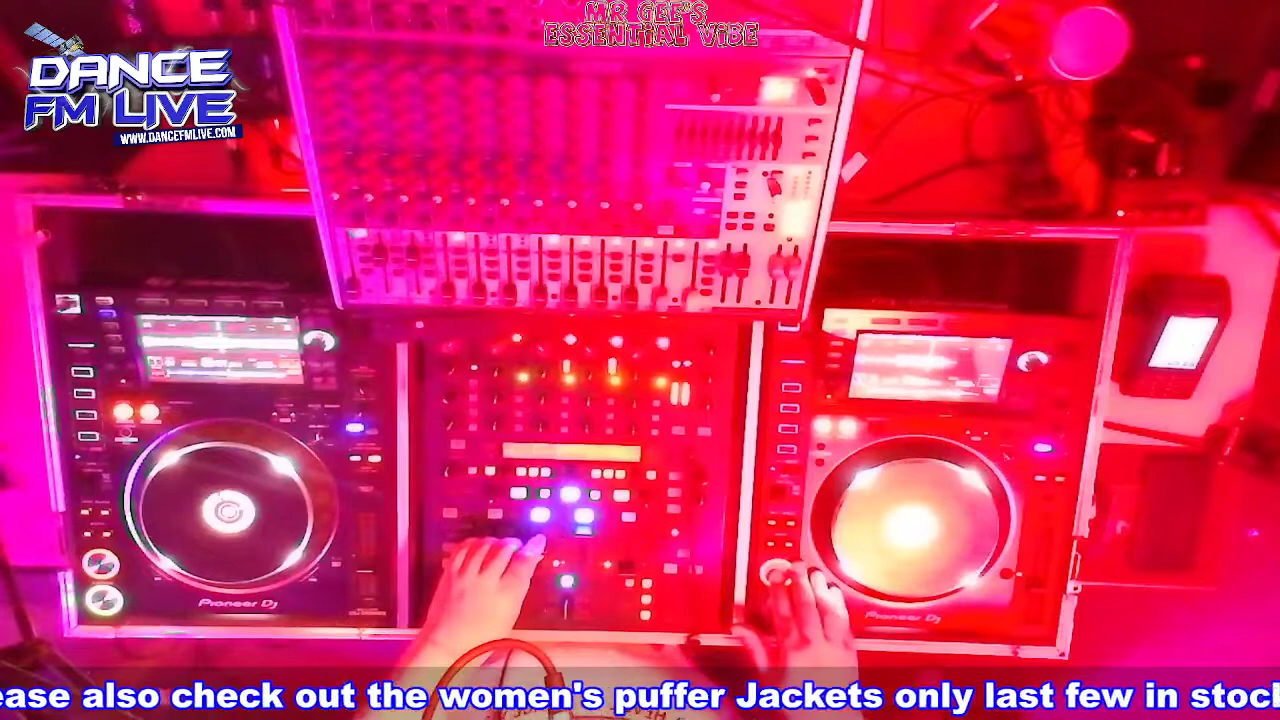 MR GEE'S
ESSENTIAL VIBE
DANCE
FM LIVE
WWW.DANCEFMLIVE.COM
Pioneer Dj
Pioneer Dj
ease also check out the women's puffer Jackets only last few in stock